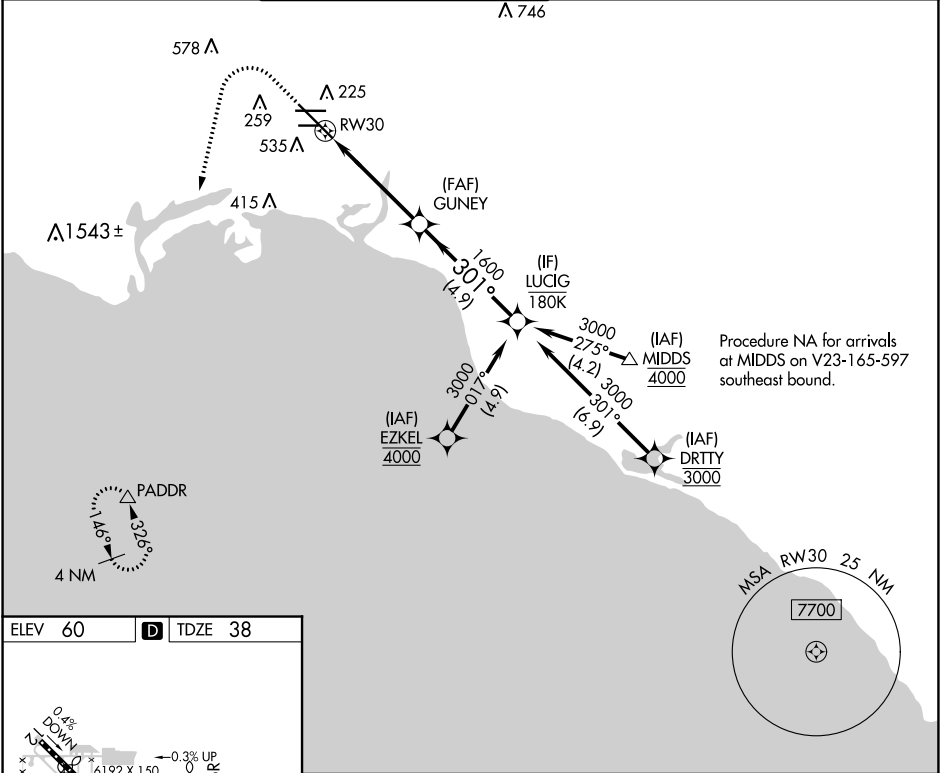 746
578
225
259
RW30
535
(FAF)
GUNEY
415
1543 ±
1600
301°
(4.9)
(IF)
LUCIG
180K
3000
275°
(4.2)
(IAF)
MIDDS
4000
Procedure NA for arrivals
at MIDDS on V23-165-597
southeast bound.
3000
017°
(4.9)
3000
301°
(6.9)
(IAF)
EZKEL
4000
(IAF)
DRTTY
3000
PADDR
146°
326°
4 NM
MSA RW30 25 NM
7700
ELEV 60 D TDZE 38
0.4%
DOWN
12
0.3% UP
6192 X 150